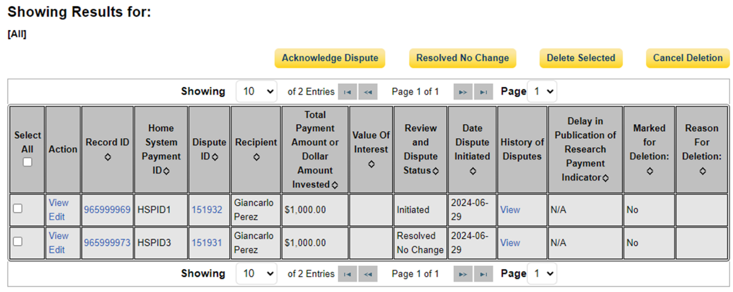 Showing Results for:
[All]
Acknowledge Dispute Resolved No Change Delete Selected Cancel Deletion
Showing 10 of 2 Entries Page 1 of 1 Page 1
Select All Action Record ID Home System Payment ID Dispute ID Recipient Total Payment Amount or Dollar Amount Invested Value Of Interest Review and Dispute Status Date Dispute Initiated History of Disputes Delay in Publication of Research Payment Indicator Marked for Deletion: Reason For Deletion:
View Edit 965999969 HSPID1 151932 Giancarlo Perez $1,000.00 Initiated 2024-06-29 View N/A No
View Edit 965999973 HSPID3 151931 Giancarlo Perez $1,000.00 Resolved No Change 2024-06-29 View N/A No
Showing 10 of 2 Entries Page 1 of 1 Page 1